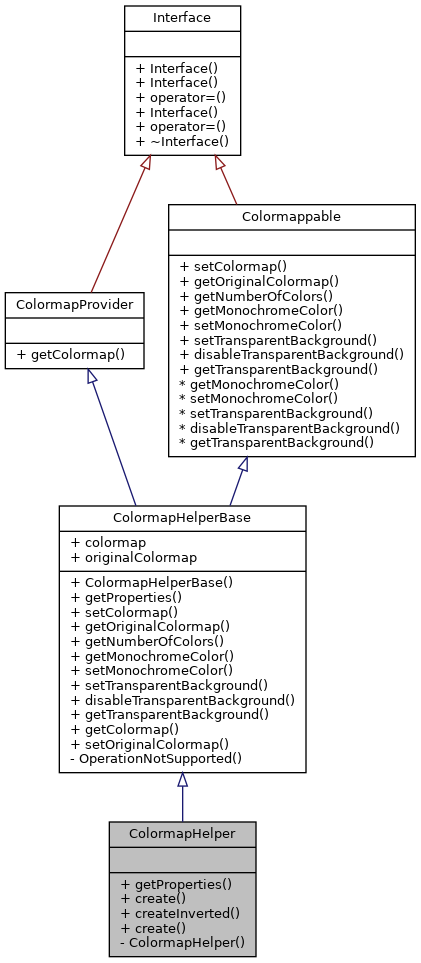 Interface
+ Interface()
+ Interface()
+ operator=()
+ Interface()
+ operator=()
+ ~Interface()
Colormappable
+ setColormap()
+ getOriginalColormap()
+ getNumberOfColors()
+ getMonochromeColor()
+ setMonochromeColor()
+ setTransparentBackground()
+ disableTransparentBackground()
+ getTransparentBackground()
* getMonochromeColor()
* setMonochromeColor()
* setTransparentBackground()
* disableTransparentBackground()
* getTransparentBackground()
ColormapProvider
+ getColormap()
ColormapHelperBase
+ colormap
+ originalColormap
+ ColormapHelperBase()
+ getProperties()
+ setColormap()
+ getOriginalColormap()
+ getNumberOfColors()
+ getMonochromeColor()
+ setMonochromeColor()
+ setTransparentBackground()
+ disableTransparentBackground()
+ getTransparentBackground()
+ getColormap()
+ setOriginalColormap()
- OperationNotSupported()
ColormapHelper
+ getProperties()
+ create()
+ createInverted()
+ create()
- ColormapHelper()